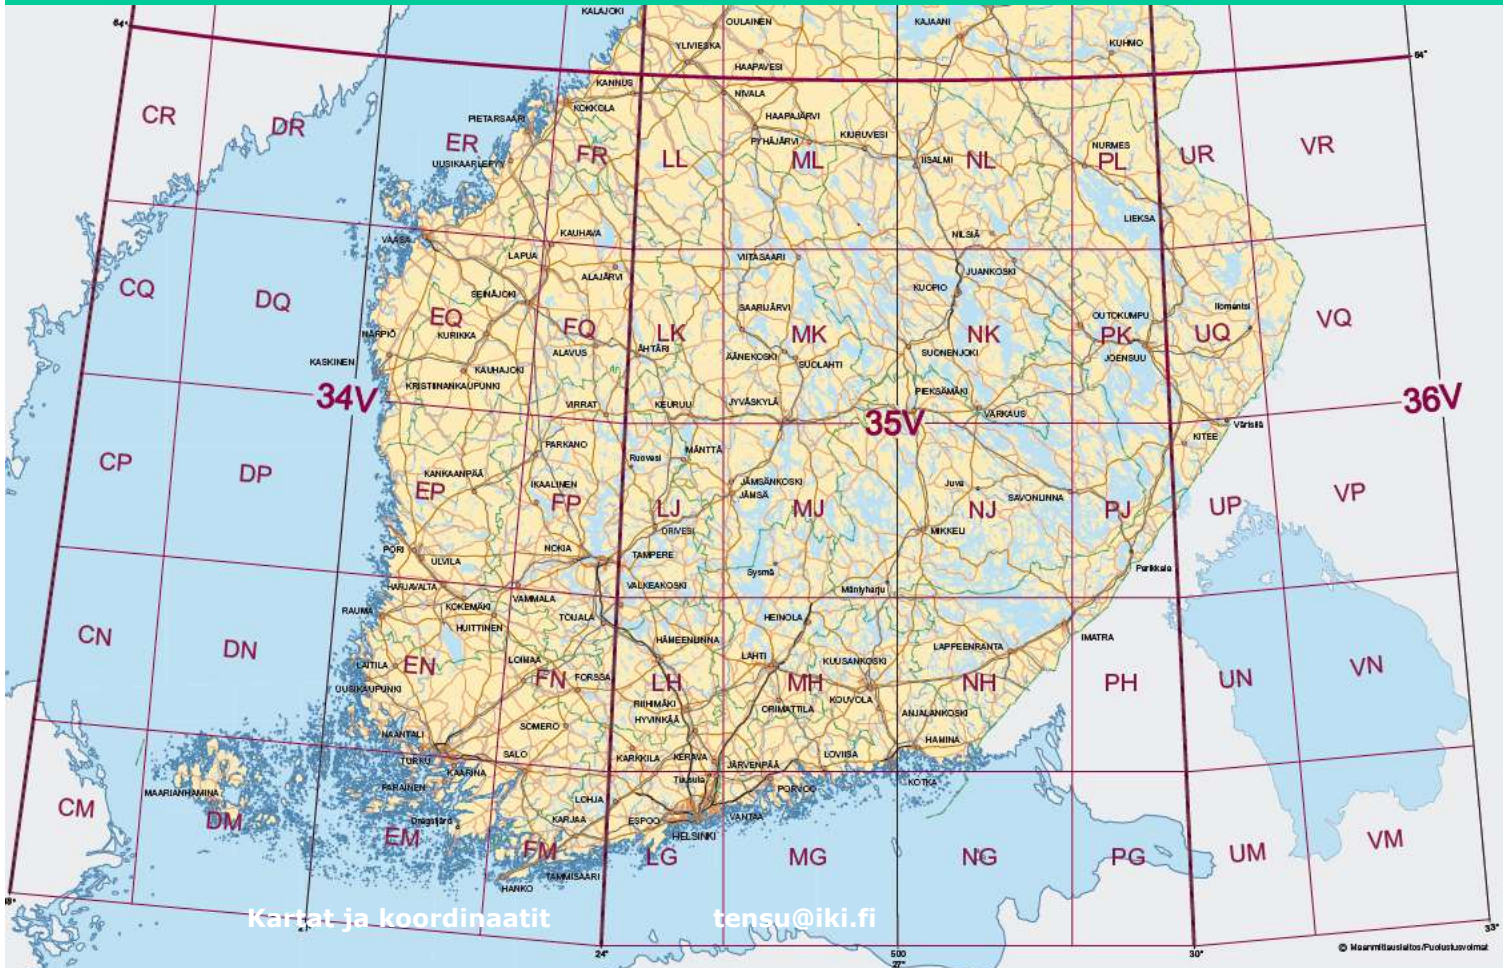 64°
KALAJOKI
OULAINEN
KAJAANI
YLIVIESKA
KUHMO
64°
HAAPAVESI
KANNUS
NIVALA
KOKKOLA
CR
DR
PIETARSAARI
HAAPAJÄRVI
ER
FR
LL
PYHÄJÄRVI
KIURUVESI
ML
IISALMI
NL
NURMES
PL
UR
VR
UUSIKAARLEPYY
LIEKSA
VAASA
KAUHAVA
NILSIÄ
LAPUA
VIITASAARI
ALAJÄRVI
JUANKOSKI
CQ
DQ
SEINÄJOKI
KUOPIO
SAARIJÄRVI
OUTOKUMPU
Ilomantsi
NÄRPIÖ
EQ
KURIKKA
FQ
LK
MK
NK
PK
UQ
VQ
KASKINEN
ALAVUS
ÄHTÄRI
ÄÄNEKOSKI
SUOLAHTI
SUONENJOKI
JOENSUU
KAUHAJOKI
KRISTIINANKAUPUNKI
34V
VIRRAT
KEURUU
JYVÄSKYLÄ
PIEKSÄMÄKI
VARKAUS
35V
36V
Värtsilä
KITEE
PARKANO
CP
DP
KANKAANPÄÄ
Ruovesi
MÄNTTÄ
IKAALINEN
EP
FP
LJ
JÄMSÄNKOSKI
JÄMSÄ
MJ
Juva
NJ
SAVONLINNA
PJ
UP
VP
ORIVESI
MIKKELI
PORI
ULVILA
NOKIA
TAMPERE
Sysmä
Parikkala
HARJAVALTA
VALKEAKOSKI
Mäntyharju
RAUMA
KOKEMÄKI
VAMMALA
HUITTINEN
TOIJALA
HEINOLA
CN
DN
HÄMEENLINNA
IMATRA
LAITILA
EN
LOIMAA
FN
FORSSA
LH
LAHTI
MH
KUUSANKOSKI
LAPPEENRANTA
NH
PH
UN
VN
UUSIKAUPUNKI
RIIHIMÄKI
HYVINKÄÄ
ORIMATTILA
KOUVOLA
ANJALANKOSKI
NAANTALI
SOMERO
HAMINA
TURKU
KAARINA
SALO
KARKKILA
KERAVA
JÄRVENPÄÄ
LOVIISA
Tuusula
KOTKA
MAARIANHAMINA
PARAINEN
PORVOO
CM
DM
Dragsfjärd
EM
LOHJA
KARJAA
ESPOO
VANTAA
HELSINKI
FM
LG
MG
NG
PG
UM
VM
TAMMISAARI
HANKO
Kartat ja koordinaatit
tensu@iki.fi
24°
500
27°
30°
33°
© Maanmittauslaitos/Puolustusvoimat